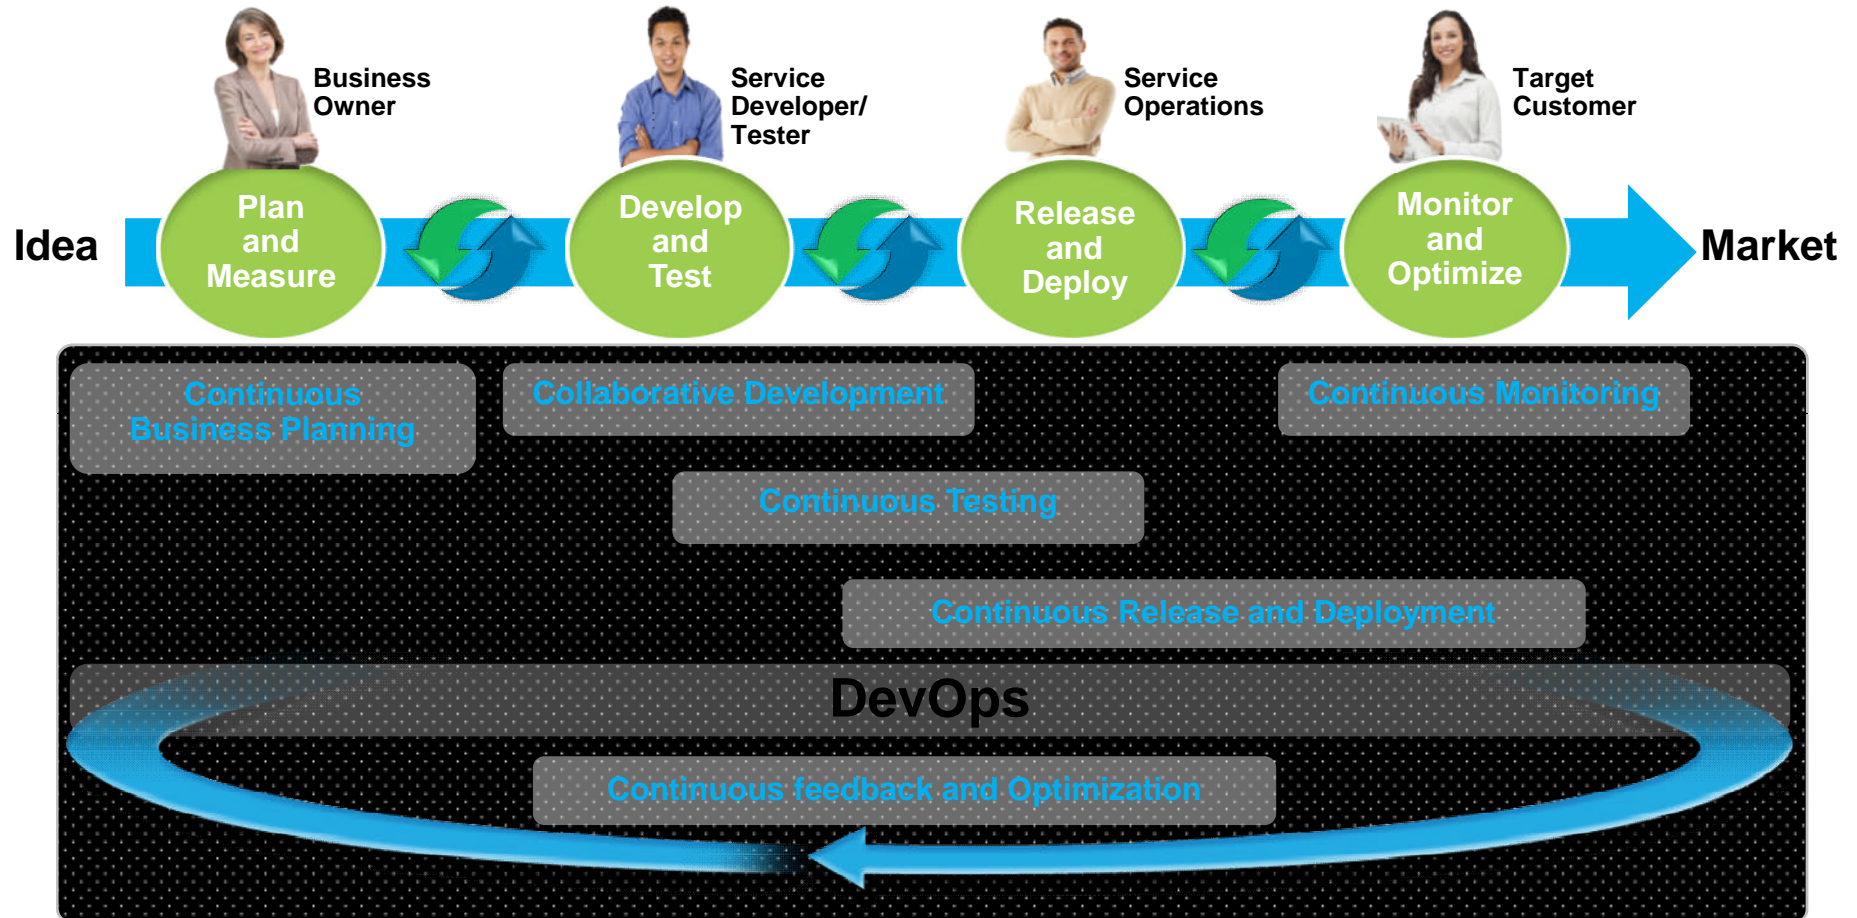 Business
Owner
Service
Developer/
Tester
Service
Operations
Target
Customer
Idea
Plan
and
Measure
Develop
and
Test
Release
and
Deploy
Monitor
and
Optimize
Market
Continuous
Business Planning
Collaborative Development
Continuous Monitoring
Continuous Testing
Continuous Release and Deployment
DevOps
Continuous feedback and Optimization